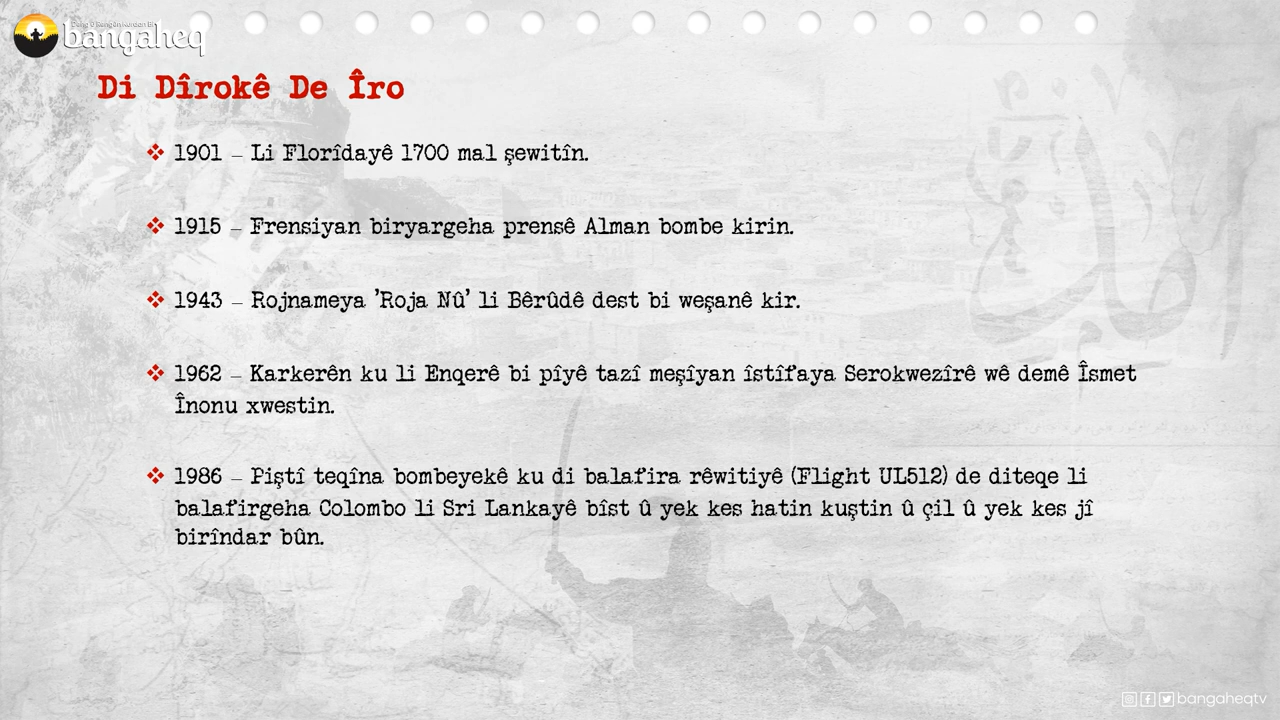 bangaheq
Di Dîrokê De Îro
❖ 1901 – Li Florîdayê 1700 mal şewitîn.
❖ 1915 – Frensiyan biryargeha prensê Alman bombe kirin.
❖ 1943 – Rojnameya 'Roja Nû' li Bêrûdê dest bi weşanê kir.
❖ 1962 – Karkerên ku li Enqerê bi pîyê tazî meşîyan îstîfaya Serokwezîrê wê demê Îsmet
Înonu xwestin.
❖ 1986 – Piştî teqîna bombeyekê ku di balafira rêwitiyê (Flight UL512) de diteqe li
balafirgeha Colombo li Sri Lankayê bîst û yek kes hatin kuştin û çil û yek kes jî
birîndar bûn.
bangaheqtv